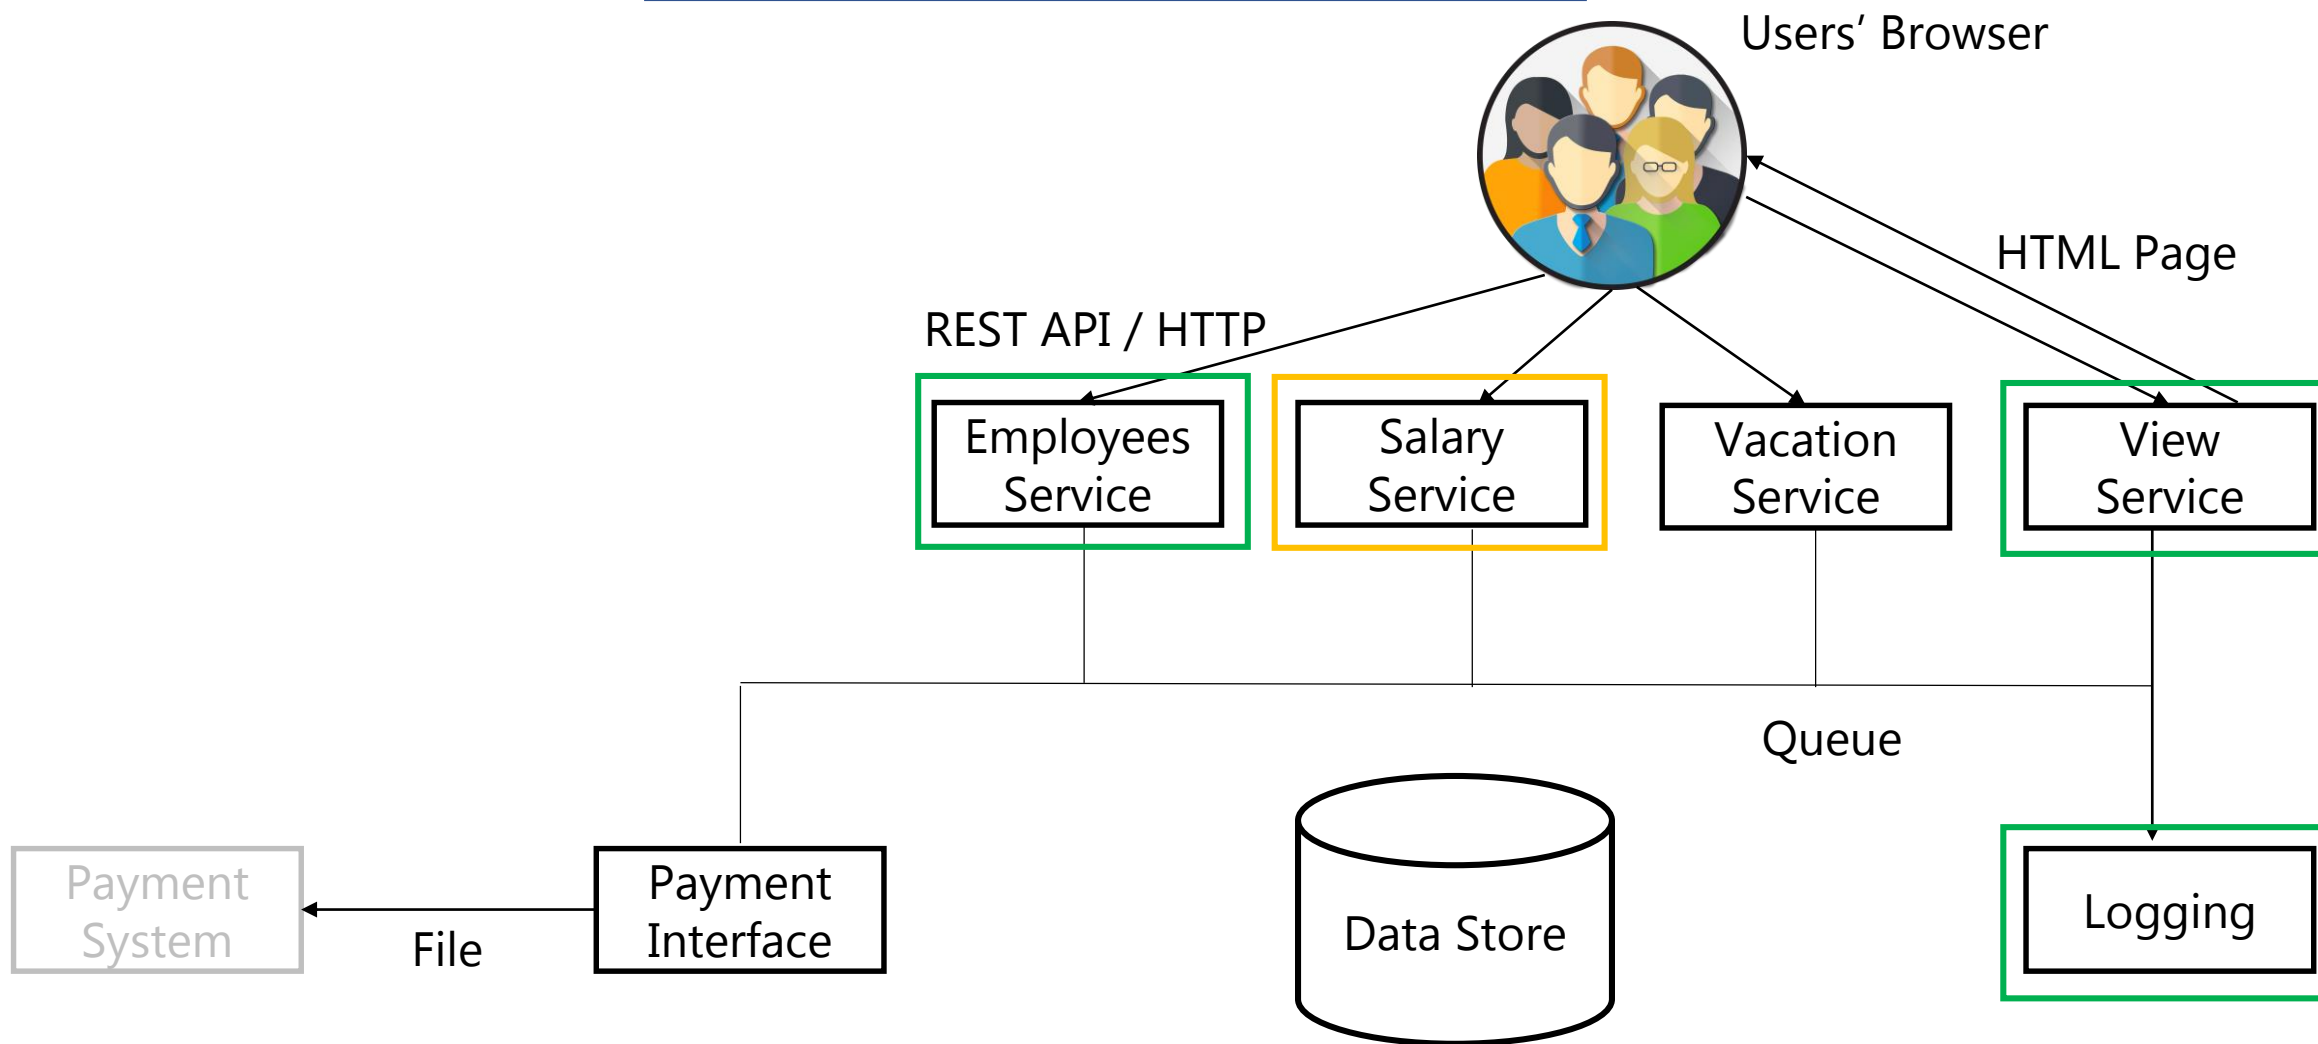 Users’ Browser
HTML Page
REST API / HTTP
Employees
Service
Salary
Service
Vacation
Service
View
Service
Queue
Payment
System
File
Payment
Interface
Data Store
Logging